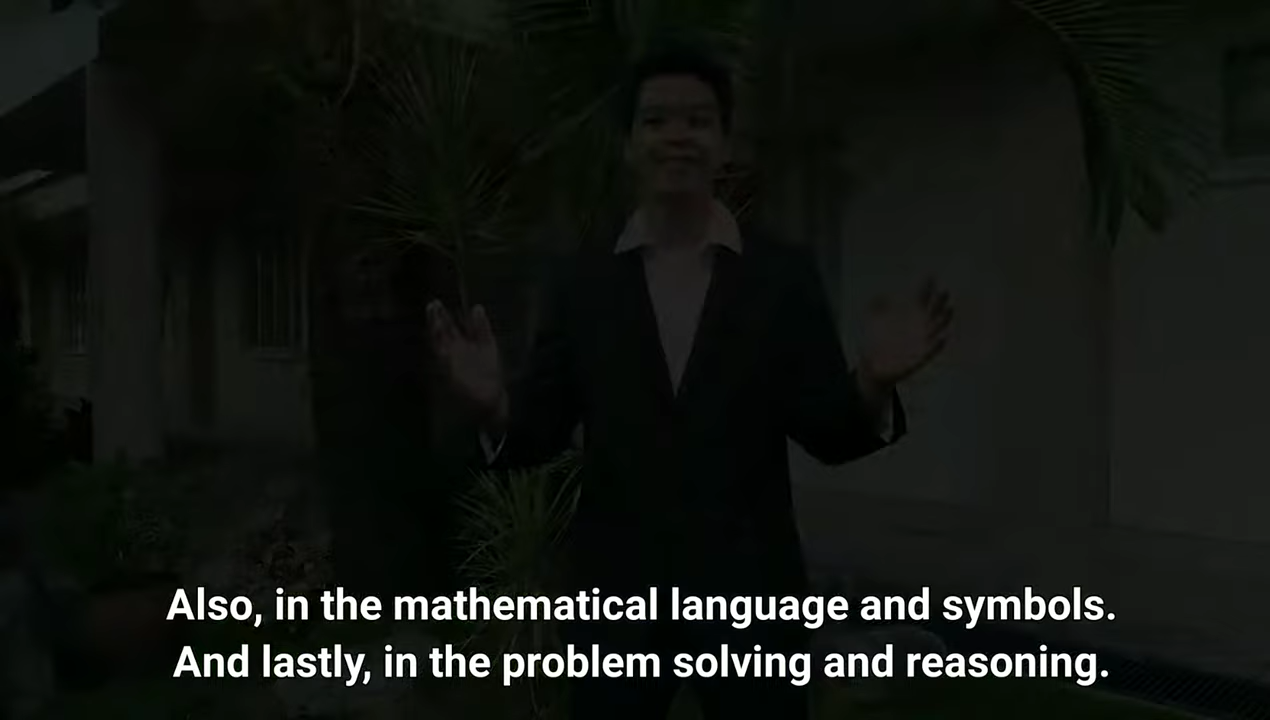 Also, in the mathematical language and symbols.
And lastly, in the problem solving and reasoning.